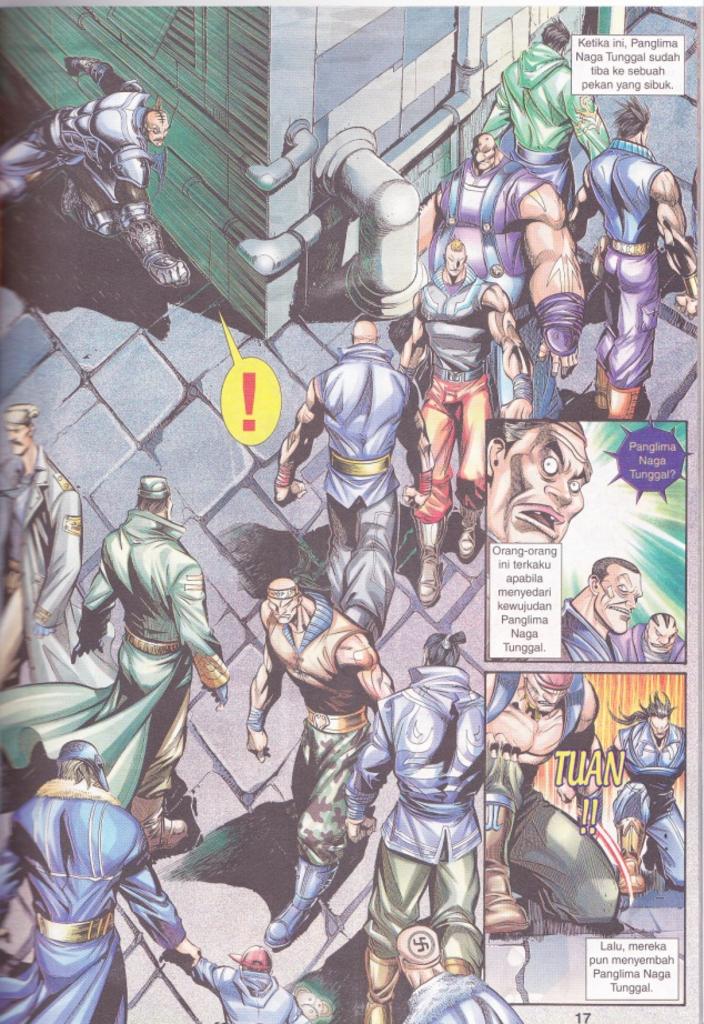 Ketika ini, Panglima
Naga Tunggal sudah
tiba ke sebuah
pekan yang sibuk.
!
Panglima
Naga
Tunggal?
Orang-orang
ini terkaku
apabila
menyedari
kewujudan
Panglima
Naga
Tunggal.
TUAN
!!
Lalu, mereka
pun menyembah
Panglima Naga
Tunggal.
17